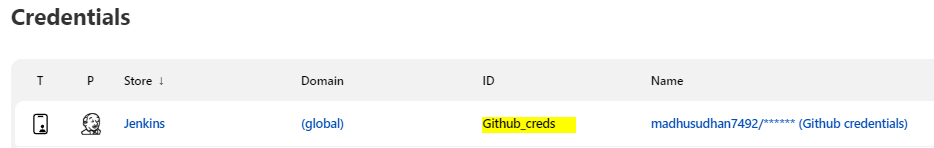 Credentials
T P Store ↓ Domain ID Name
Jenkins (global) Github_creds madhusudhan7492/****** (Github credentials)